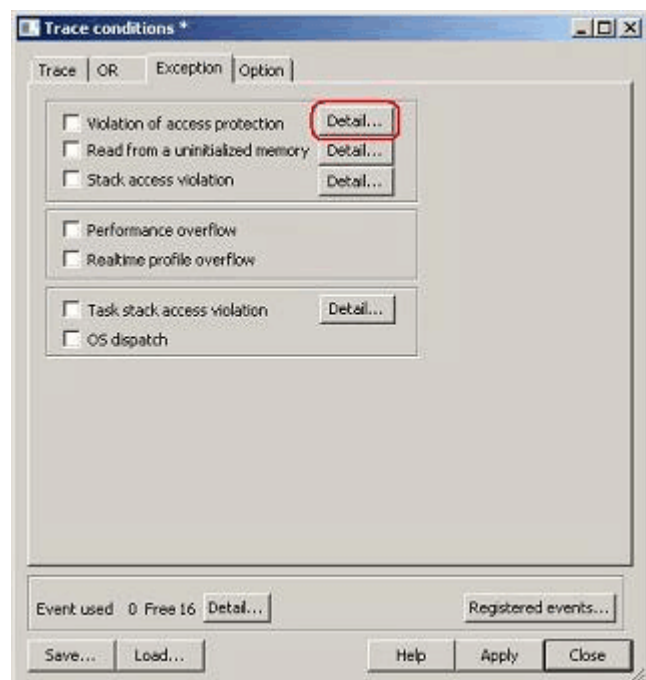 Trace conditions *
Trace OR Exception Option
Violation of access protection Detail...
Read from a uninitialized memory Detail...
Stack access violation Detail...
Performance overflow
Realtime profile overflow
Task stack access violation Detail...
OS dispatch
Event used 0 Free 16 Detail... Registered events...
Save... Load... Help Apply Close